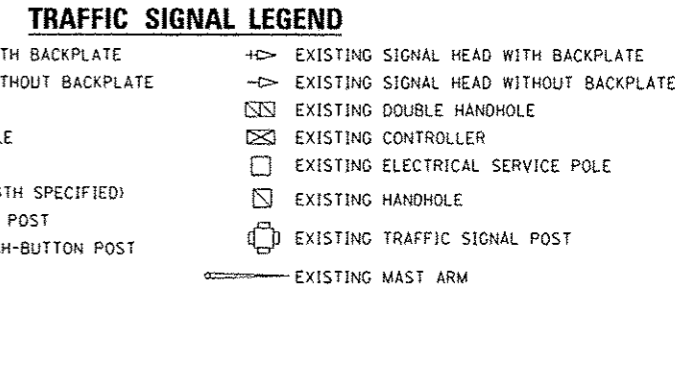 TRAFFIC SIGNAL LEGEND
TH BACKPLATE
THOUT BACKPLATE
LE
GTH SPECIFIED)
POST
H-BUTTON POST
EXISTING SIGNAL HEAD WITH BACKPLATE
EXISTING SIGNAL HEAD WITHOUT BACKPLATE
EXISTING DOUBLE HANDHOLE
EXISTING CONTROLLER
EXISTING ELECTRICAL SERVICE POLE
EXISTING HANDHOLE
EXISTING TRAFFIC SIGNAL POST
EXISTING MAST ARM